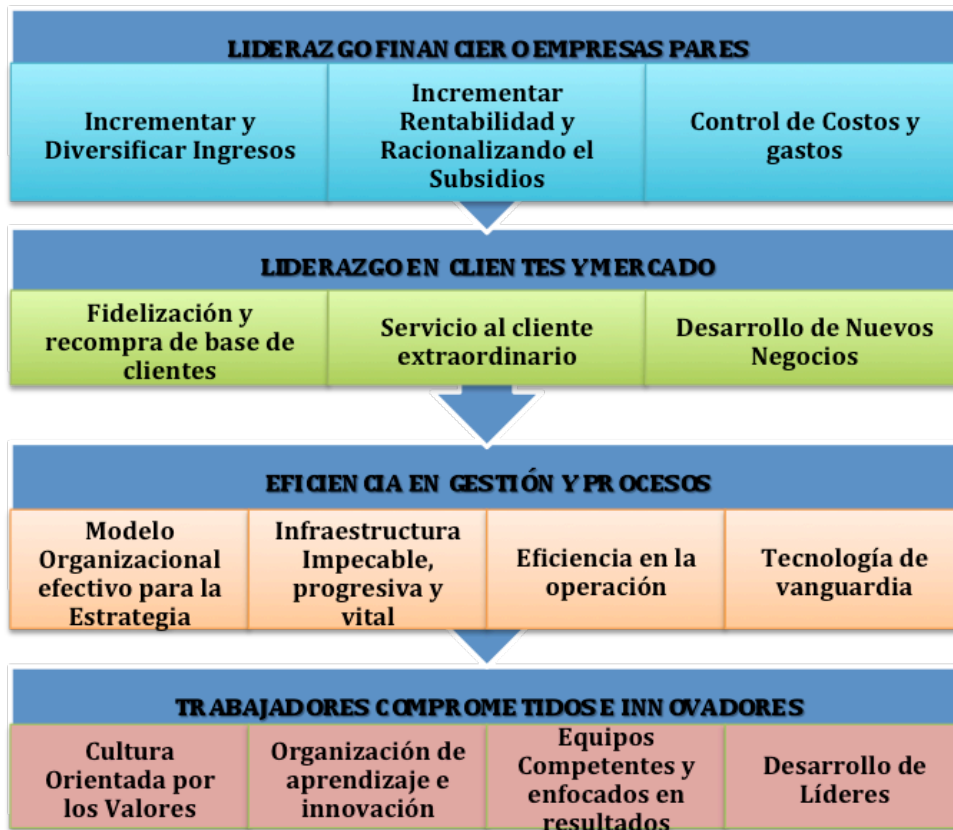 LIDERAZGO FINANCIERO EMPRESAS PARES
Incrementar y
Diversificar Ingresos
Incrementar
Rentabilidad y
Racionalizando el
Subsidios
Control de Costos y
gastos
LIDERAZGO EN CLIENTES Y MERCADO
Fidelización y
recompra de base de
clientes
Servicio al cliente
extraordinario
Desarrollo de Nuevos
Negocios
EFICIENCIA EN GESTIÓN Y PROCESOS
Modelo
Organizacional
efectivo para la
Estrategia
Infraestructura
Impecable,
progresiva y
vital
Eficiencia en la
operación
Tecnología de
vanguardia
TRABAJADORES COMPROMETIDOS E INNOVADORES
Cultura
Orientada por
los Valores
Organización de
aprendizaje e
innovación
Equipos
Competentes y
enfocados en
resultados
Desarrollo de
Líderes